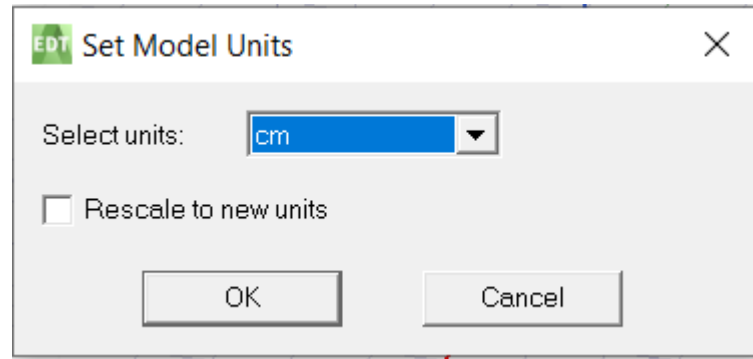 EDT Set Model Units
Select units: cm
Rescale to new units
OK Cancel